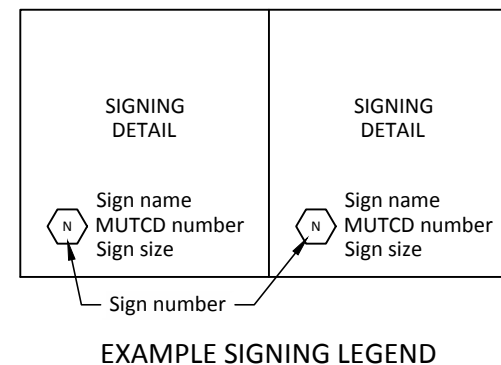 SIGNING
DETAIL
Sign name
N MUTCD number
Sign size
SIGNING
DETAIL
Sign name
N MUTCD number
Sign size
Sign number
EXAMPLE SIGNING LEGEND